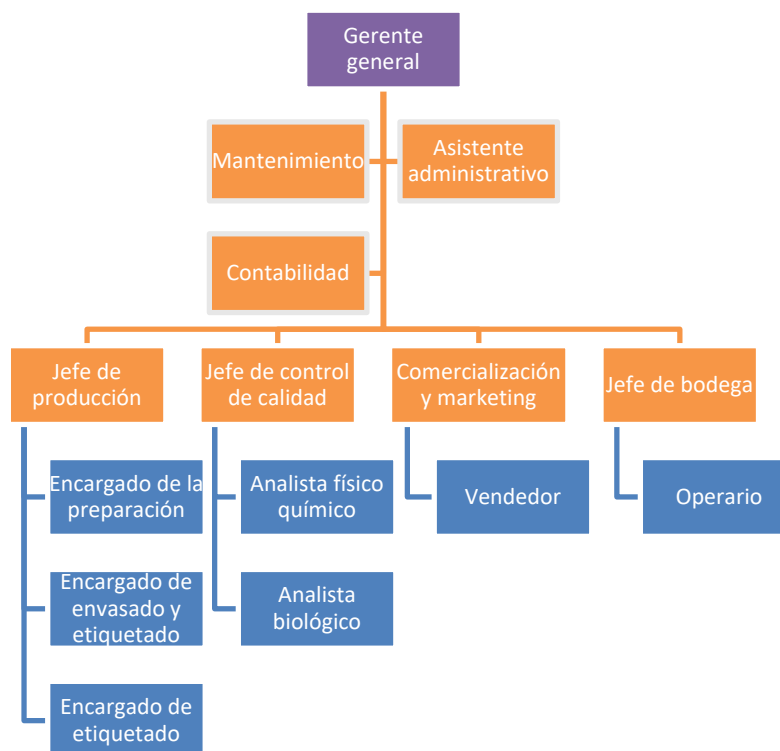 Gerente
general
Mantenimiento
Asistente
administrativo
Contabilidad
Jefe de
producción
Jefe de control
de calidad
Comercialización
y marketing
Jefe de bodega
Encargado de la
preparación
Analista físico
químico
Vendedor
Operario
Encargado de
envasado y
etiquetado
Analista
biológico
Encargado de
etiquetado